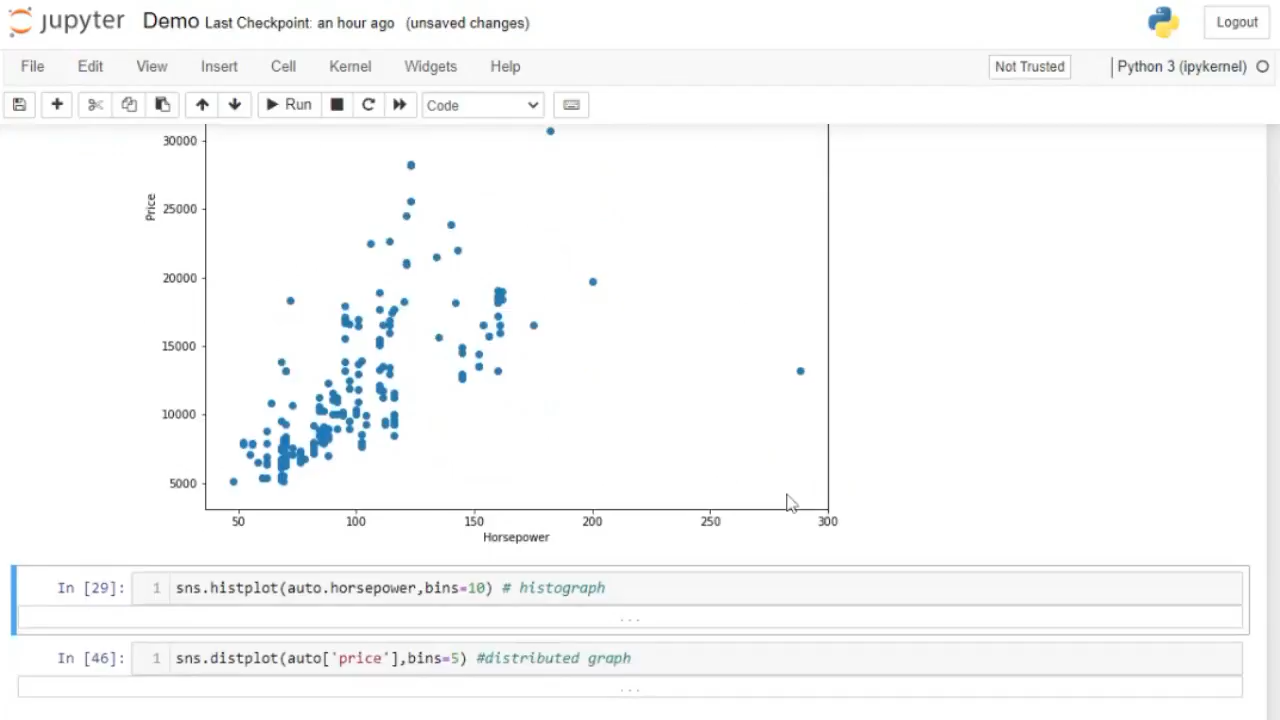 jupyter Demo Last Checkpoint: an hour ago (unsaved changes) Logout
File Edit View Insert Cell Kernel Widgets Help Not Trusted Python 3 (ipykernel)
Run Code
30000
25000
20000
15000
10000
5000
Price
50 100 150 200 250 300
Horsepower
In [29]: 1 sns.histplot(auto.horsepower,bins=10) # histograph
...
In [46]: 1 sns.distplot(auto['price'],bins=5) #distributed graph
...